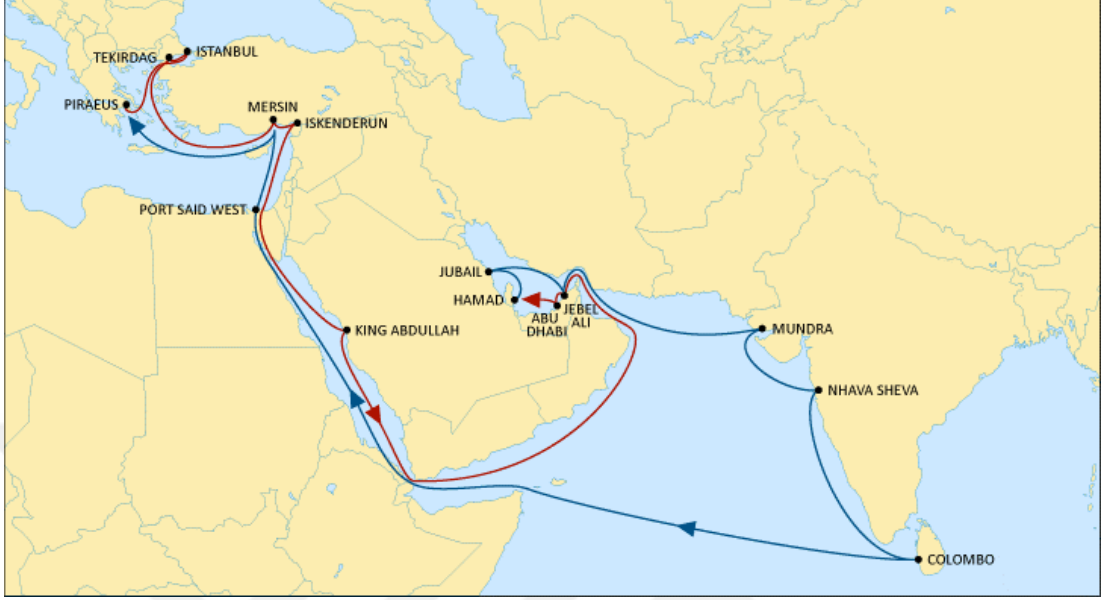 ISTANBUL
TEKIRDAG
PIRAEUS
MERSIN
ISKENDERUN
PORT SAID WEST
JUBAIL
HAMAD
JEBEL
ALI
ABU
DHABI
KING ABDULLAH
MUNDRA
NHAVA SHEVA
COLOMBO